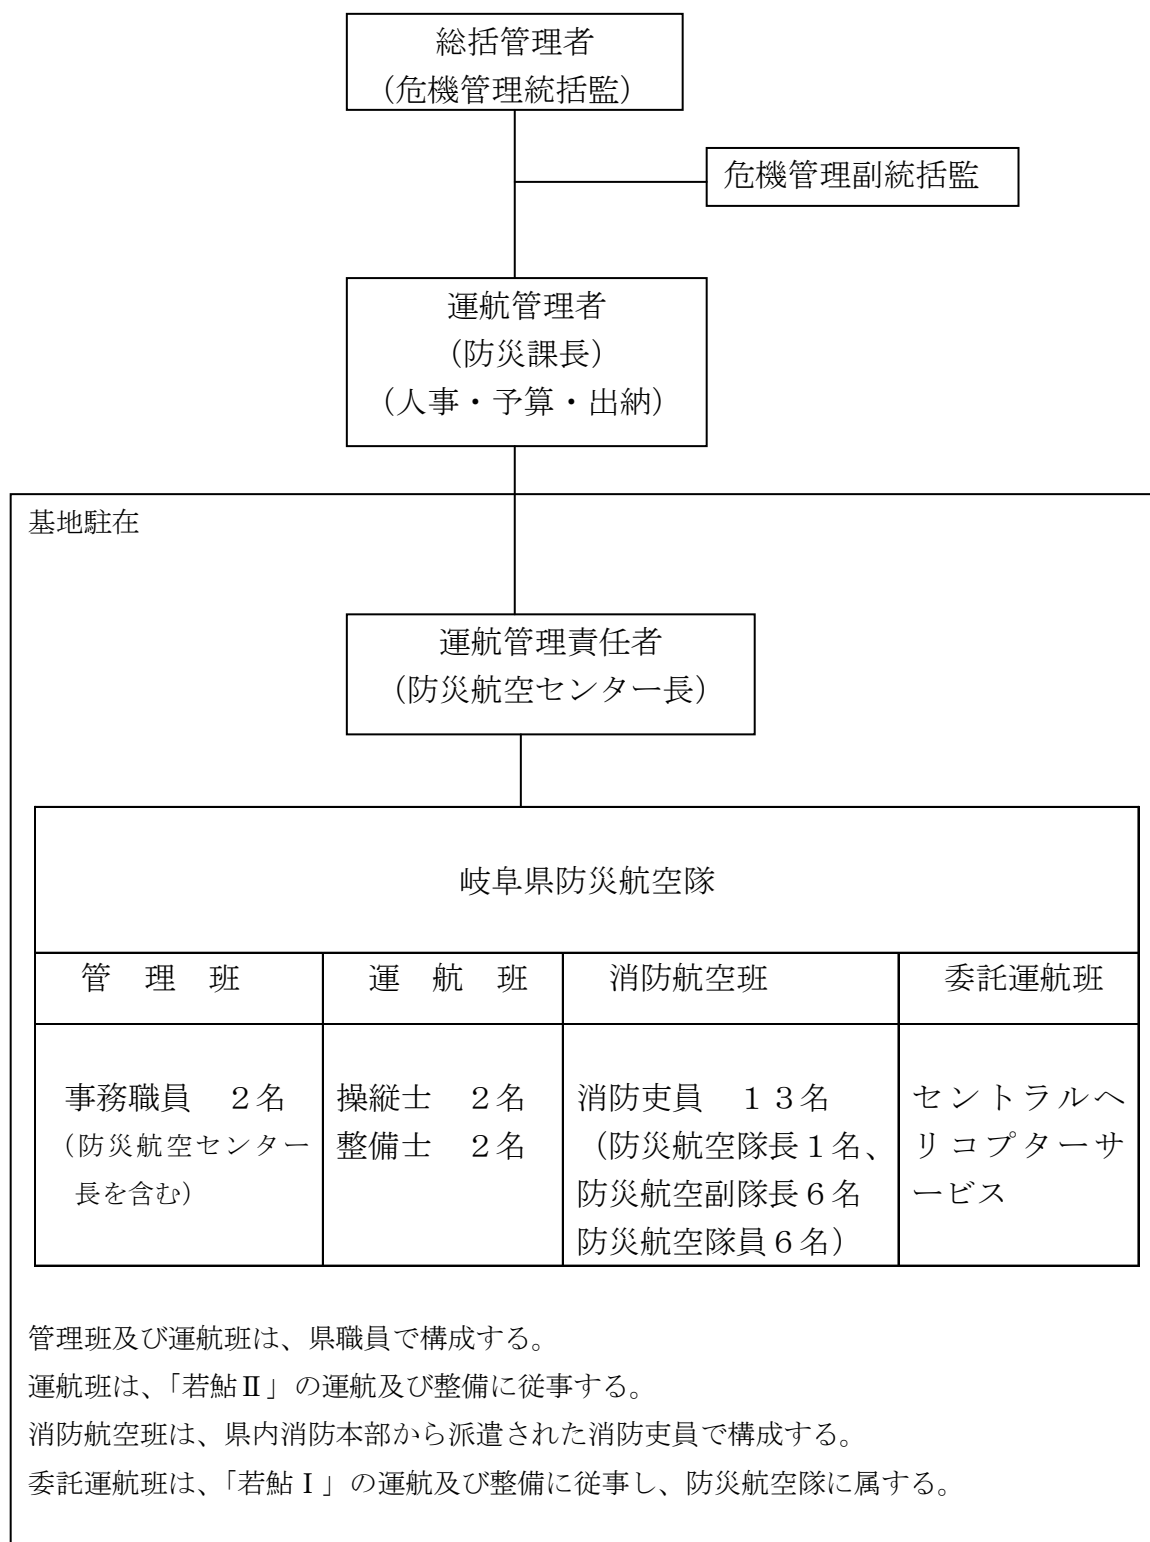 総括管理者
（危機管理統括監）
危機管理副統括監
運航管理者
（防災課長）
（人事・予算・出納）
基地駐在
運航管理責任者
（防災航空センター長）
岐阜県防災航空隊
管　理　班
運　航　班
消防航空班
委託運航班
事務職員　２名
（防災航空センター
長を含む）
操縦士　２名
整備士　２名
消防吏員　１３名
（防災航空隊長１名、
防災航空副隊長６名
防災航空隊員６名）
セントラルヘ
リコプターサ
ービス
管理班及び運航班は、県職員で構成する。
運航班は、「若鮎Ⅱ」の運航及び整備に従事する。
消防航空班は、県内消防本部から派遣された消防吏員で構成する。
委託運航班は、「若鮎Ⅰ」の運航及び整備に従事し、防災航空隊に属する。